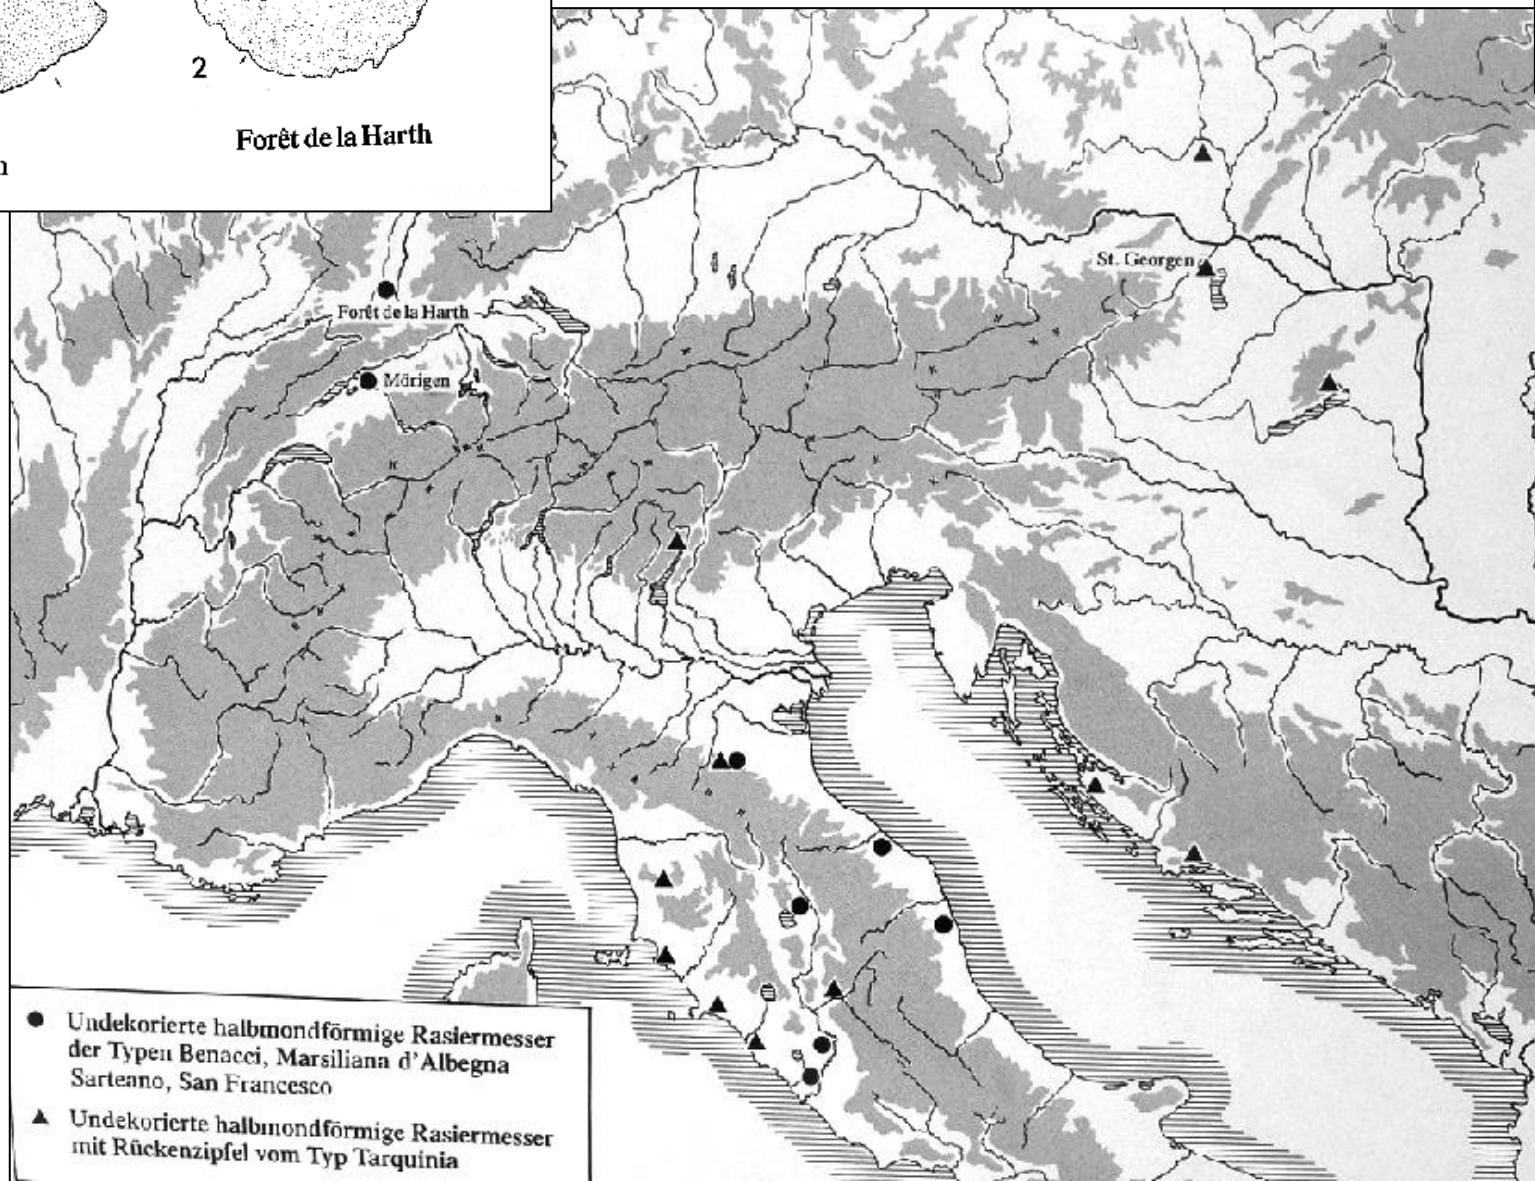 2
Forêt de la Harth
n
St. Georgen
Forêt de la Harth
Mörigen
Undekorierte halbmondförmige Rasiermesser
der Typen Benacci, Marsiliana d'Albegna
Sarteano, San Francesco
Undekorierte halbmondförmige Rasiermesser
mit Rückenzipfel vom Typ Tarquinia